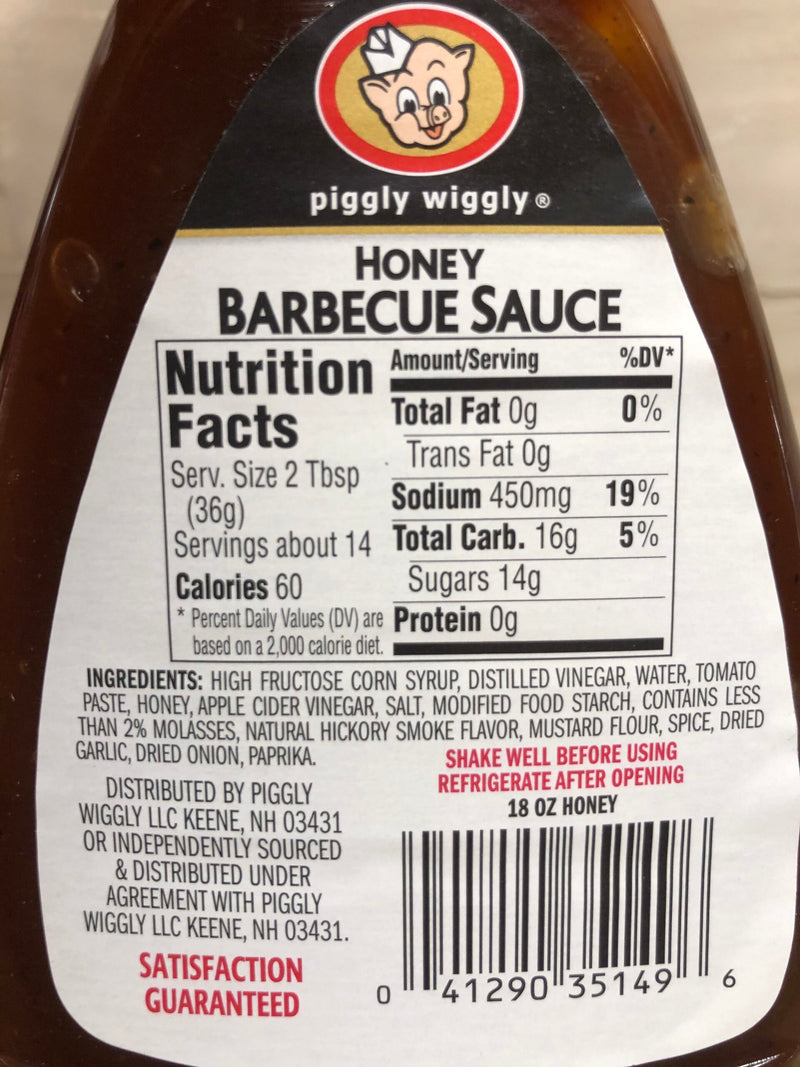 piggly wiggly®
HONEY
BARBECUE SAUCE
Nutrition
Facts
Serv. Size 2 Tbsp
(36g)
Servings about 14
Calories 60
* Percent Daily Values (DV) are
based on a 2,000 calorie diet.
Amount/Serving %DV*
Total Fat 0g 0%
Trans Fat 0g
Sodium 450mg 19%
Total Carb. 16g 5%
Sugars 14g
Protein 0g
INGREDIENTS: HIGH FRUCTOSE CORN SYRUP, DISTILLED VINEGAR, WATER, TOMATO
PASTE, HONEY, APPLE CIDER VINEGAR, SALT, MODIFIED FOOD STARCH, CONTAINS LESS
THAN 2% MOLASSES, NATURAL HICKORY SMOKE FLAVOR, MUSTARD FLOUR, SPICE, DRIED
GARLIC, DRIED ONION, PAPRIKA.
SHAKE WELL BEFORE USING
REFRIGERATE AFTER OPENING
18 OZ HONEY
DISTRIBUTED BY PIGGLY
WIGGLY LLC KEENE, NH 03431
OR INDEPENDENTLY SOURCED
& DISTRIBUTED UNDER
AGREEMENT WITH PIGGLY
WIGGLY LLC KEENE, NH 03431.
SATISFACTION
GUARANTEED
0 41290 35149 6